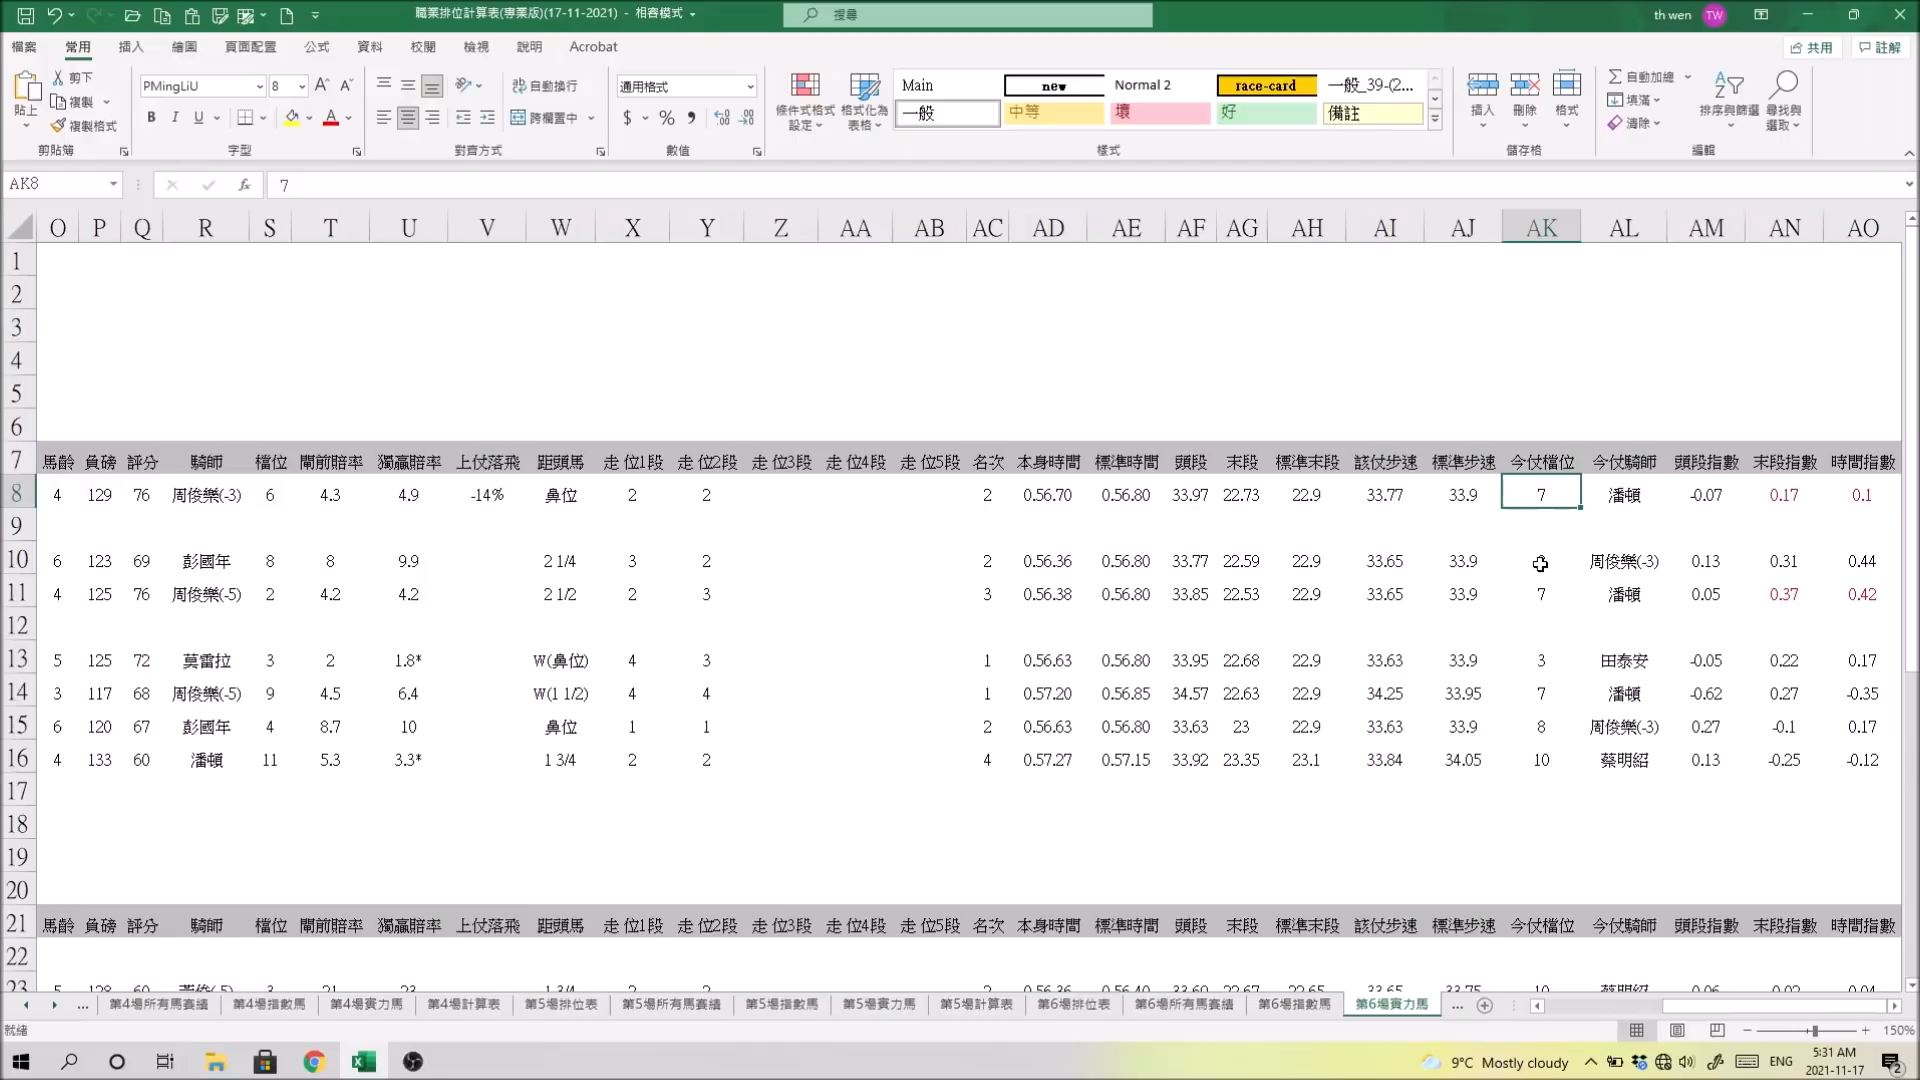 職業排位計算表(專業版)(17-11-2021) - 相容模式
搜尋
th wen TW
檔案 常用 插入 繪圖 頁面配置 公式 資料 校閱 檢視 說明 Acrobat 共用 註解
貼上 剪下 複製 複製格式 剪貼簿
PMingLiU 8 B I U A 字型
自動換行 跨欄置中 對齊方式
通用格式 $ % 數值
條件式格式設定 格式化為表格
Main new Normal 2 race-card 一般_39-(2...
一般 中等 壞 好 備註
樣式
插入 刪除 格式 儲存格
自動加總 填滿 清除 排序與篩選 尋找與選取 編輯
AK8 fx 7
O P Q R S T U V W X Y Z AA AB AC AD AE AF AG AH AI AJ AK AL AM AN AO
1
2
3
4
5
6
7 馬齡 負磅 評分 騎師 檔位 閘前賠率 獨贏賠率 上仗落飛 距頭馬 走 位1段 走 位2段 走 位3段 走 位4段 走 位5段 名次 本身時間 標準時間 頭段 末段 標準末段 該仗步速 標準步速 今仗檔位 今仗騎師 頭段指數 末段指數 時間指數
8 4 129 76 周俊樂(-3) 6 4.3 4.9 -14% 鼻位 2 2 2 0.56.70 0.56.80 33.97 22.73 22.9 33.77 33.9 7 潘頓 -0.07 0.17 0.1
9
10 6 123 69 彭國年 8 8 9.9 2 1/4 3 2 2 0.56.36 0.56.80 33.77 22.59 22.9 33.65 33.9 周俊樂(-3) 0.13 0.31 0.44
11 4 125 76 周俊樂(-5) 2 4.2 4.2 2 1/2 2 3 3 0.56.38 0.56.80 33.85 22.53 22.9 33.65 33.9 7 潘頓 0.05 0.37 0.42
12
13 5 125 72 莫雷拉 3 2 1.8* W(鼻位) 4 3 1 0.56.63 0.56.80 33.95 22.68 22.9 33.63 33.9 3 田泰安 -0.05 0.22 0.17
14 3 117 68 周俊樂(-5) 9 4.5 6.4 W(1 1/2) 4 4 1 0.57.20 0.56.85 34.57 22.63 22.9 34.25 33.95 7 潘頓 -0.62 0.27 -0.35
15 6 120 67 彭國年 4 8.7 10 鼻位 1 1 2 0.56.63 0.56.80 33.63 23 22.9 33.63 33.9 8 周俊樂(-3) 0.27 -0.1 0.17
16 4 133 60 潘頓 11 5.3 3.3* 1 3/4 2 2 4 0.57.27 0.57.15 33.92 23.35 23.1 33.84 34.05 10 蔡明紹 0.13 -0.25 -0.12
17
18
19
20
21 馬齡 負磅 評分 騎師 檔位 閘前賠率 獨贏賠率 上仗落飛 距頭馬 走 位1段 走 位2段 走 位3段 走 位4段 走 位5段 名次 本身時間 標準時間 頭段 末段 標準末段 該仗步速 標準步速 今仗檔位 今仗騎師 頭段指數 末段指數 時間指數
22
23
... 第4場所有馬賽績 第4場指數馬 第4場實力馬 第4場計算表 第5場排位表 第5場所有馬賽績 第5場指數馬 第5場實力馬 第5場計算表 第6場排位表 第6場所有馬賽績 第6場指數馬 第6場實力馬 ...
就緒 150%
9°C Mostly cloudy ENG 5:31 AM
2021-11-17 2